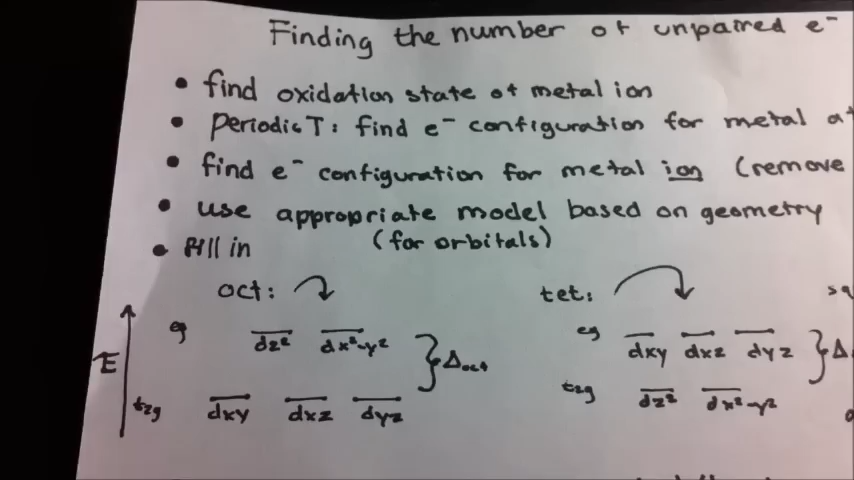 Finding the number of unpaired e⁻
• find oxidation state of metal ion
• Periodic T: find e⁻ configuration for metal at
• find e⁻ configuration for metal ion (remove
• use appropriate model based on geometry
(for orbitals)
• fill in
oct:
tet:
sq
E
eg
dz² dx²-y²
Δoct
t2g
dxy dxz dyz
eg
dxy dxz dyz
Δ
t2g
dz² dx²-y²